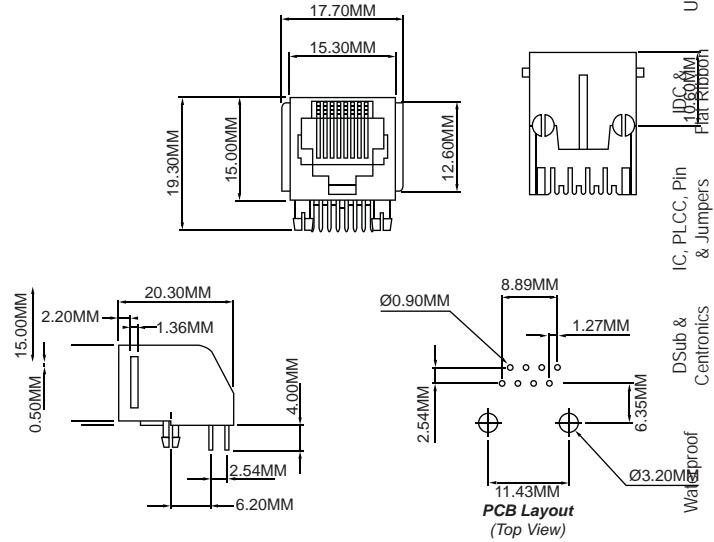 17.70MM
15.30MM
19.30MM
15.00MM
12.60MM
10.60MM
IDC &
Flat Ribbon
IC, PLCC, Pin
& Jumpers
20.30MM
2.20MM
1.36MM
15.00MM
0.50MM
4.00MM
2.54MM
6.20MM
8.89MM
Ø0.90MM
1.27MM
2.54MM
6.35MM
Ø3.20MM
11.43MM
PCB Layout
(Top View)
DSub &
Centronics
Waterproof